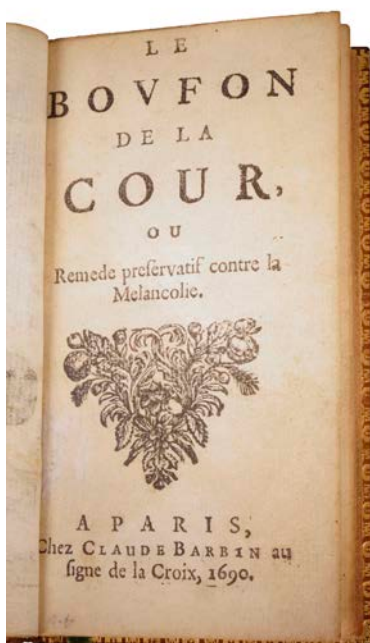 LE
BOVFON
DE LA
COUR,
OU
Remede preservatif contre la
Melancolie.
A PARIS,
Chez CLAUDE BARBIN au
signe de la Croix, 1690.